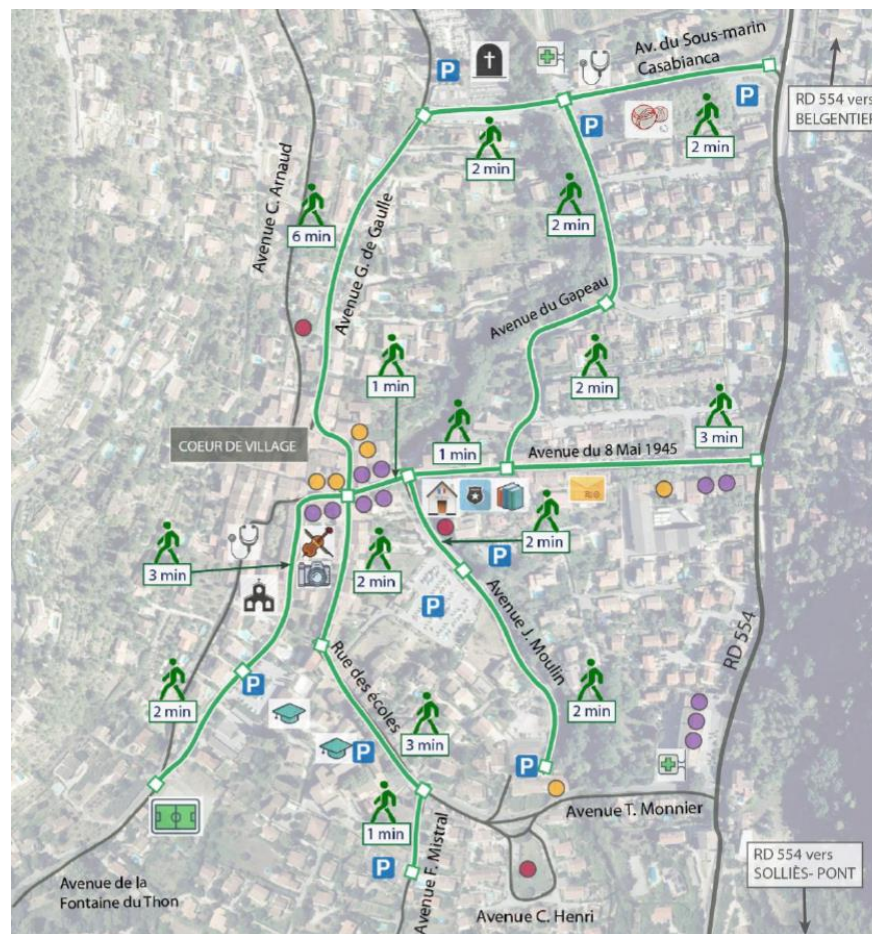 Av. du Sous-marin
Casabianca
P
P
P
RD 554 vers
BELGENTIER
2 min
2 min
2 min
Avenue C. Arnaud
6 min
Avenue G. de Gaulle
Avenue du Gapeau
1 min
2 min
COEUR DE VILLAGE
1 min
Avenue du 8 Mai 1945
3 min
3 min
2 min
2 min
P
P
Avenue J. Moulin
RD 554
Rue des écoles
P
2 min
2 min
3 min
P
P
Avenue T. Monnier
1 min
P
Avenue F. Mistral
Avenue de la
Fontaine du Thon
Avenue C. Henri
RD 554 vers
SOLLIÈS- PONT